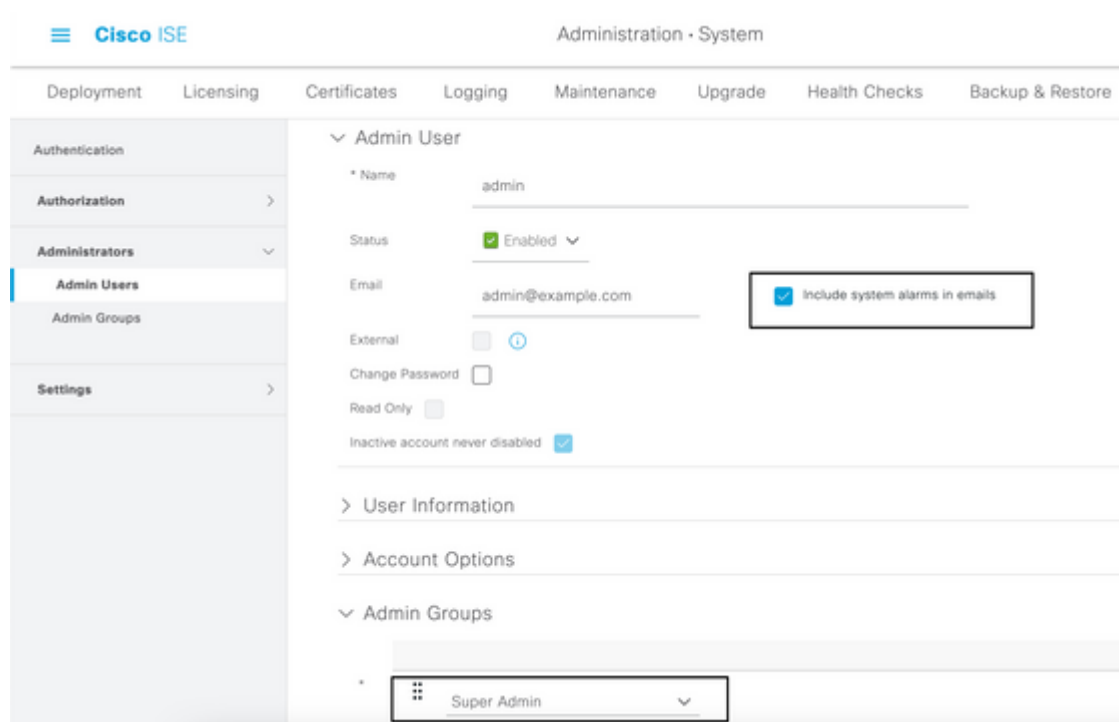 Cisco ISE
Administration · System
Deployment Licensing Certificates Logging Maintenance Upgrade Health Checks Backup & Restore
Authentication
Authorization
Administrators
Admin Users
Admin Groups
Settings
Admin User
* Name
admin
Status
Enabled
Email
admin@example.com
Include system alarms in emails
External
Change Password
Read Only
Inactive account never disabled
User Information
Account Options
Admin Groups
*
Super Admin